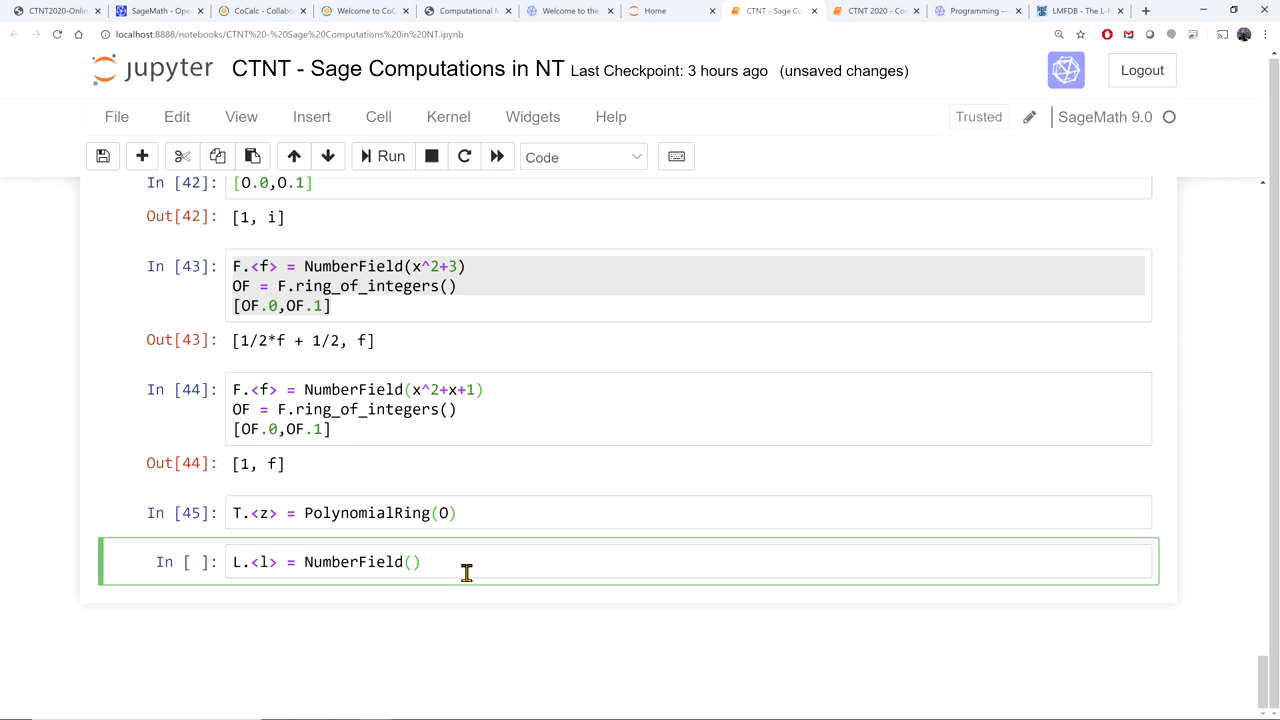 CTNT2020-Onlin
SageMath - Ope
CoCalc - Collabo
Welcome to CoC
Computational N
Welcome to the
Home
CTNT - Sage Co
CTNT 2020 - Co
Programming —
LMFDB - The L-f
localhost:8888/notebooks/CTNT%20-%20Sage%20Computations%20in%20NT.ipynb
jupyter CTNT - Sage Computations in NT Last Checkpoint: 3 hours ago (unsaved changes) Logout
File Edit View Insert Cell Kernel Widgets Help Trusted SageMath 9.0
Run Code
In [42]: [O.0,O.1]
Out[42]: [1, i]
In [43]: F.<f> = NumberField(x^2+3)
OF = F.ring_of_integers()
[OF.0,OF.1]
Out[43]: [1/2*f + 1/2, f]
In [44]: F.<f> = NumberField(x^2+x+1)
OF = F.ring_of_integers()
[OF.0,OF.1]
Out[44]: [1, f]
In [45]: T.<z> = PolynomialRing(O)
In [ ]: L.<l> = NumberField()